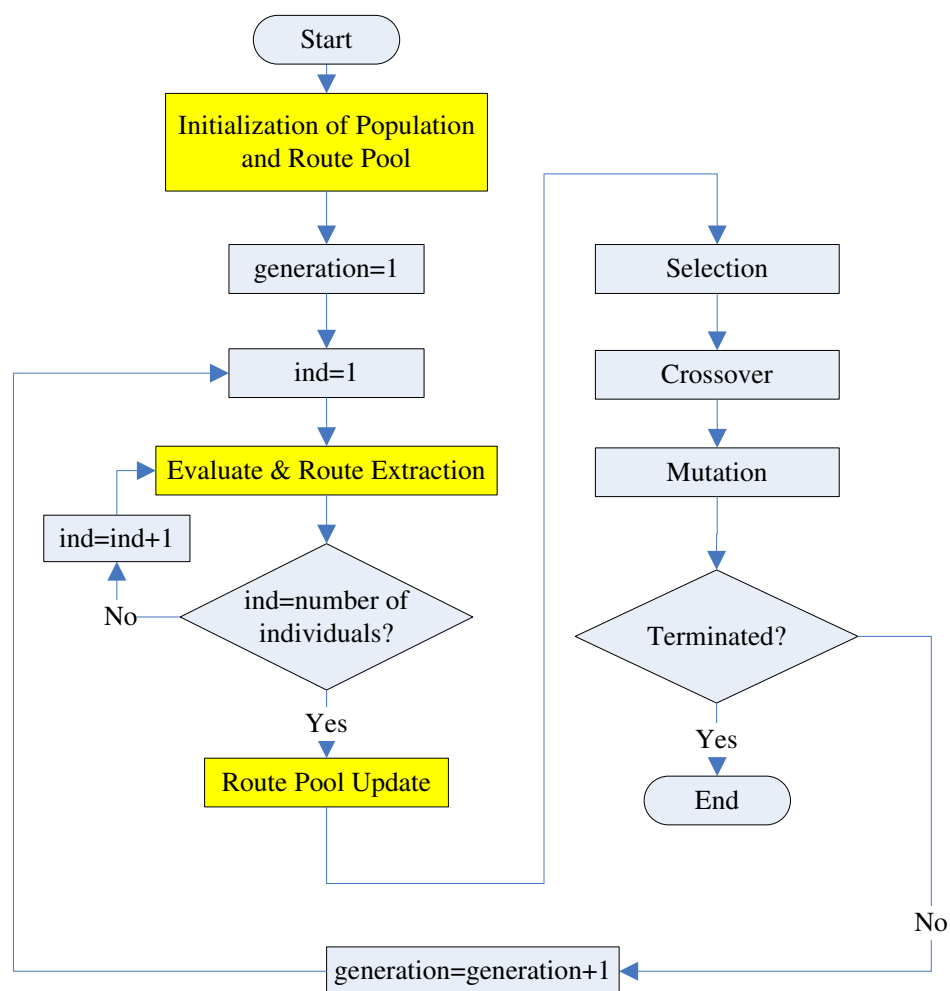 Start
Initialization of Population
and Route Pool
generation=1
ind=1
Evaluate & Route Extraction
ind=ind+1
No
ind=number of
individuals?
Yes
Route Pool Update
Selection
Crossover
Mutation
Terminated?
Yes
End
No
generation=generation+1